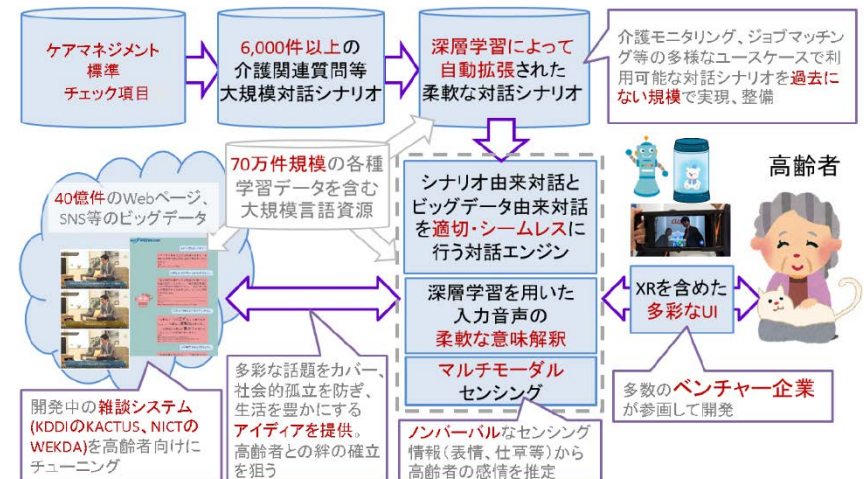 ケアマネジメント
標準
チェック項目
6,000件以上の
介護関連質問等
大規模対話シナリオ
深層学習によって
自動拡張された
柔軟な対話シナリオ
介護モニタリング、ジョブマッチン
グ等の多様なユースケースで利
用可能な対話シナリオを過去に
ない規模で実現、整備
70万件規模の各種
学習データを含む
大規模言語資源
40億件のWebページ、
SNS等のビッグデータ
シナリオ由来対話と
ビッグデータ由来対話
を適切・シームレスに
行う対話エンジン
高齢者
深層学習を用いた
入力音声の
柔軟な意味解釈
マルチモーダル
センシング
XRを含めた
多彩なUI
開発中の雑談システム
(KDDIのKACTUS、NICTの
WEKDA)を高齢者向けに
チューニング
多彩な話題をカバー、
社会的孤立を防ぎ、
生活を豊かにする
アイディアを提供。
高齢者との絆の確立
を狙う
ノンバーバルなセンシング
情報(表情、仕草等)から
高齢者の感情を推定
多数のベンチャー企業
が参画して開発